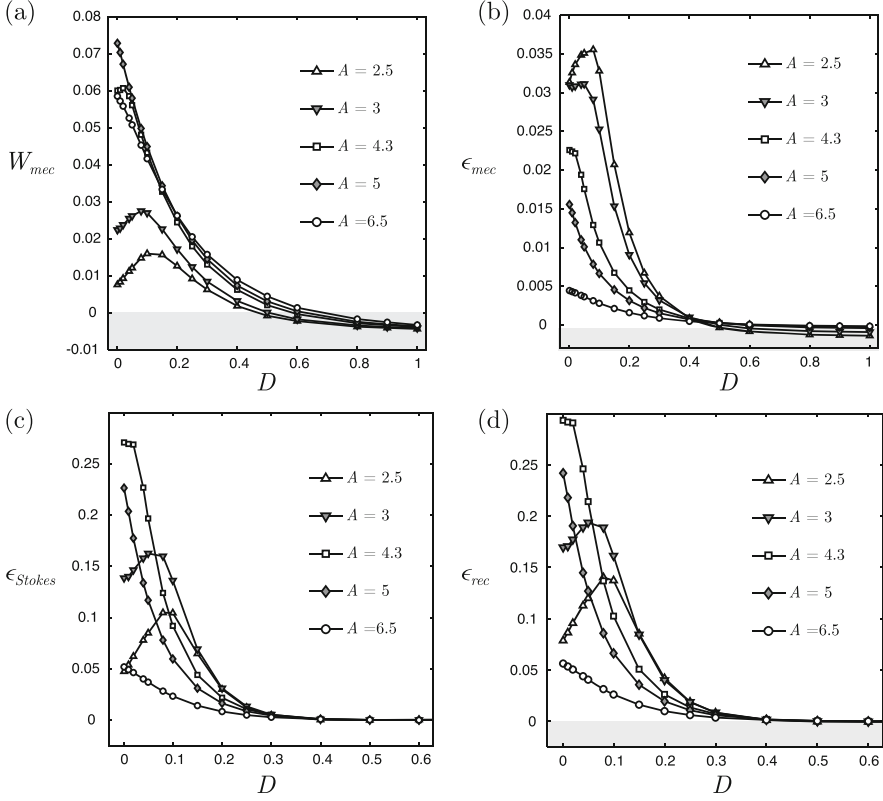 (a)
0.08
0.07
0.06
0.05
0.04
0.03
0.02
0.01
0
-0.01
W_mec
A = 2.5
A = 3
A = 4.3
A = 5
A =6.5
0 0.2 0.4 0.6 0.8 1
D
(b)
0.04
0.035
0.03
0.025
0.02
0.015
0.01
0.005
0
ϵ_mec
A = 2.5
A = 3
A = 4.3
A = 5
A =6.5
0 0.2 0.4 0.6 0.8 1
D
(c)
0.25
0.2
0.15
0.1
0.05
0
ϵ_Stokes
A = 2.5
A = 3
A = 4.3
A = 5
A =6.5
0 0.1 0.2 0.3 0.4 0.5 0.6
D
(d)
0.25
0.2
0.15
0.1
0.05
0
ϵ_rec
A = 2.5
A = 3
A = 4.3
A = 5
A =6.5
0 0.1 0.2 0.3 0.4 0.5 0.6
D